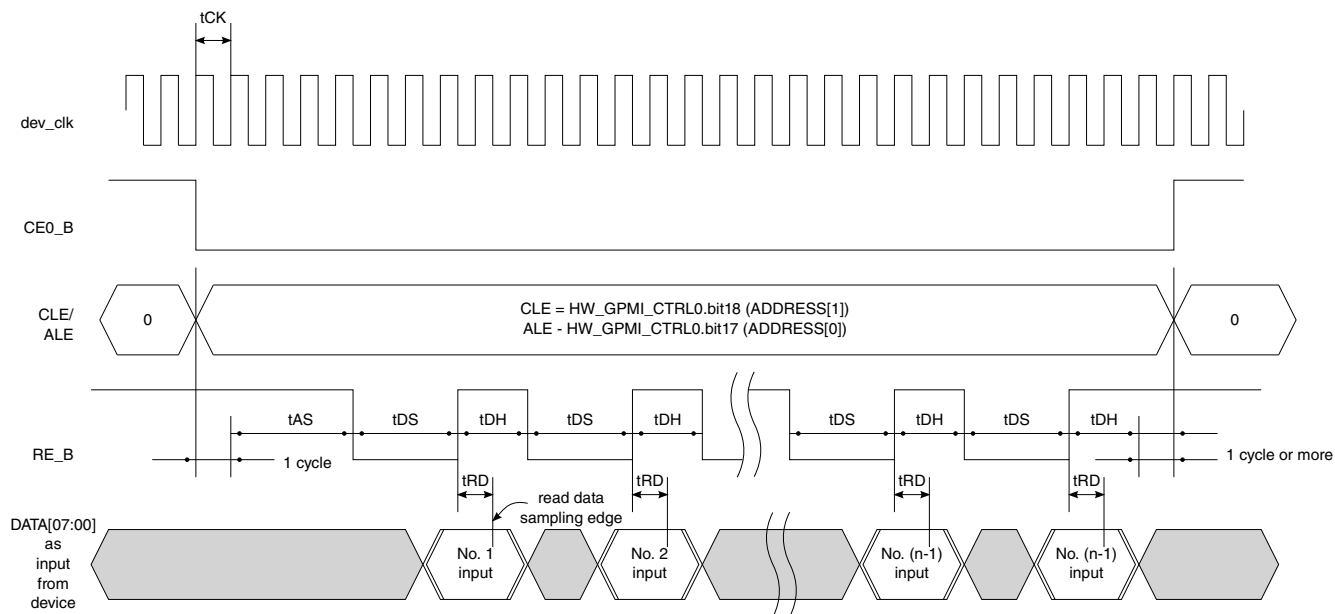 tCK
dev_clk
CE0_B
CLE/
ALE
0
CLE = HW_GPMI_CTRL0.bit18 (ADDRESS[1])
ALE - HW_GPMI_CTRL0.bit17 (ADDRESS[0])
0
RE_B
tAS
tDS
tDH
tDS
tDH
tDS
tDH
tDS
tDH
1 cycle
1 cycle or more
tRD
read data
sampling edge
tRD
tRD
tRD
DATA[07:00]
as
input
from
device
No. 1
input
No. 2
input
No. (n-1)
input
No. (n-1)
input